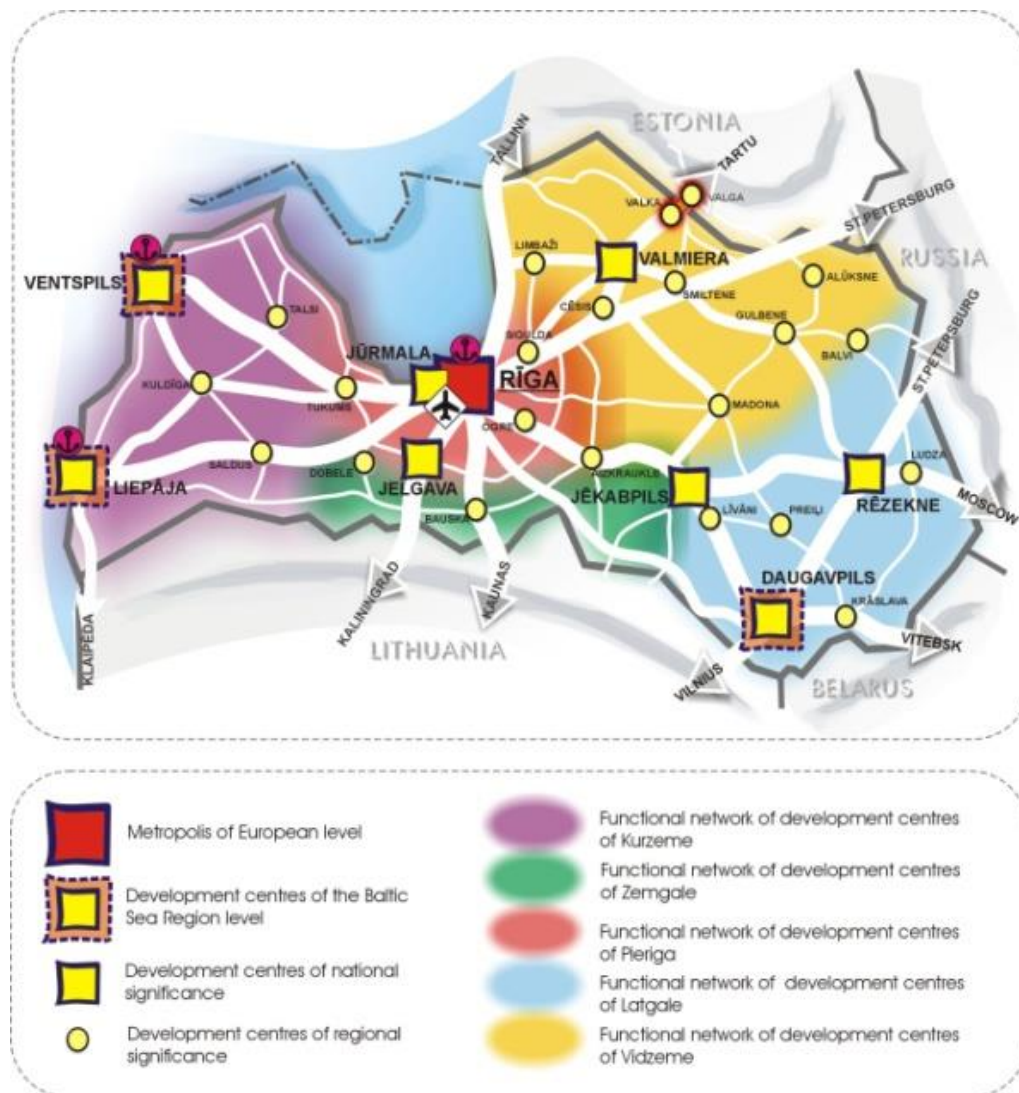 ESTONIA
TALLINN
TARTU
VALKA
VALGA
ST.PETERSBURG
LIMBAŽI
VALMIERA
RUSSIA
VENTSPILS
SMILTENE
ALŪKSNE
CĒSIS
TALSI
GULBENE
SIGULDA
BALVI
ST.PETERSBURG
JŪRMALA
RĪGA
KULDĪGA
TUKUMS
MADONA
OGRE
SALDUS
DOBELE
AIZKRAUKLE
LUDZA
LIEPĀJA
JELGAVA
JĒKABPILS
RĒZEKNE
MOSCOW
BAUSKA
LĪVĀNI
PREIĻI
DAUGAVPILS
KALININGRAD
KAUNAS
KRĀSLAVA
KLAIPEDA
LITHUANIA
VITEBSK
VILNIUS
BELARUS
Metropolis of European level
Development centres of the Baltic
Sea Region level
Development centres of national
significance
Development centres of regional
significance
Functional network of development centres
of Kurzeme
Functional network of development centres
of Zemgale
Functional network of development centres
of Pieriga
Functional network of development centres
of Latgale
Functional network of development centres
of Vidzeme